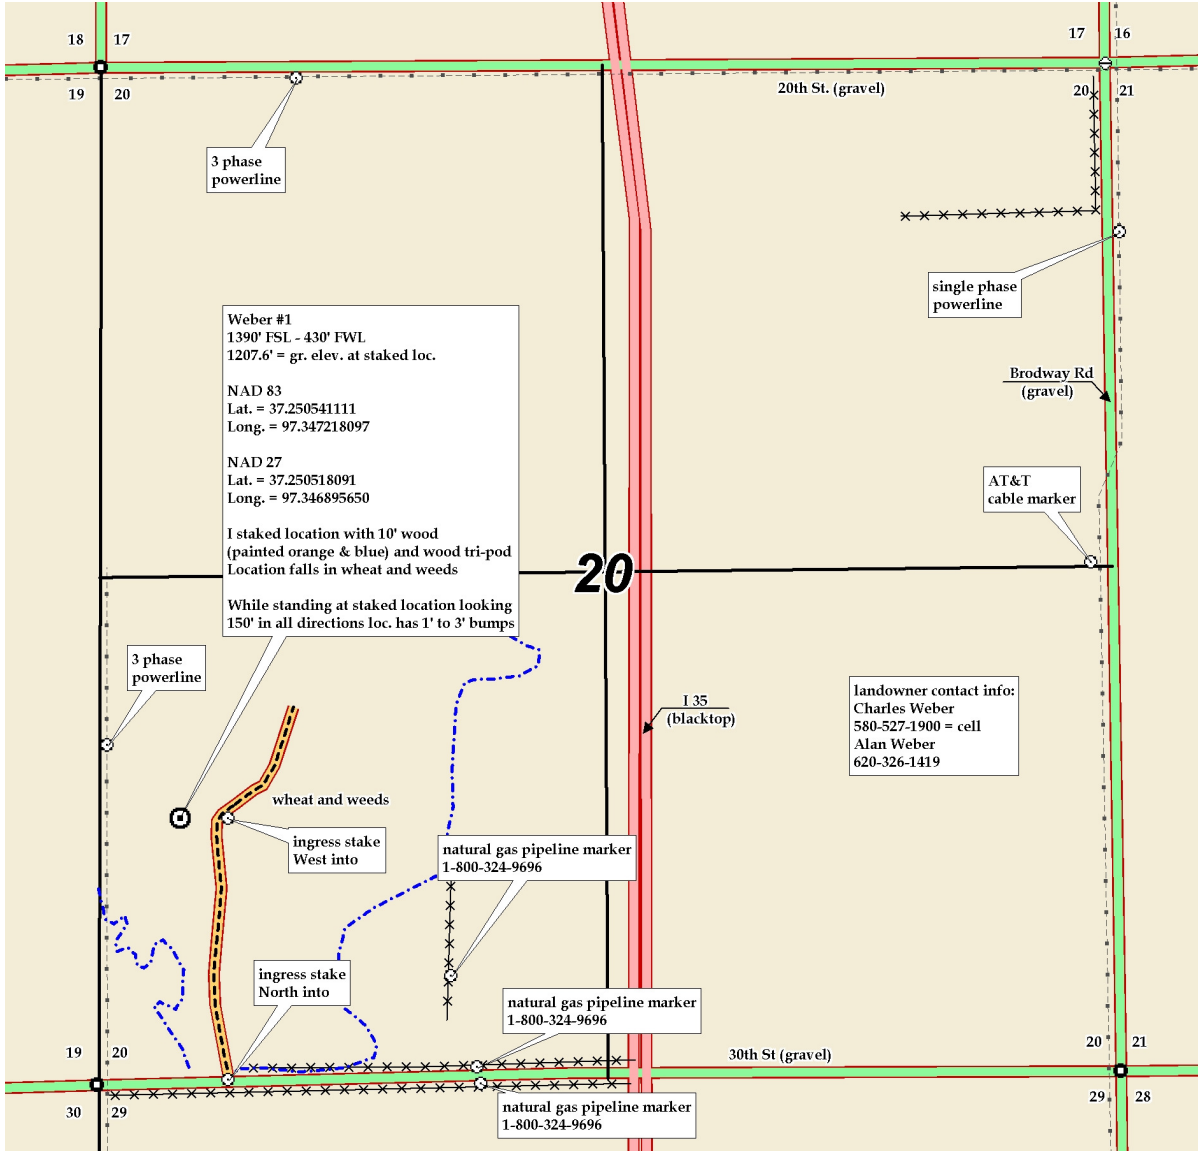 18 17
17 16
19 20
20 21
20th St. (gravel)
3 phase
powerline
single phase
powerline
Weber #1
1390' FSL - 430' FWL
1207.6' = gr. elev. at staked loc.
NAD 83
Lat. = 37.250541111
Long. = 97.347218097
NAD 27
Lat. = 37.250518091
Long. = 97.346895650
I staked location with 10' wood
(painted orange & blue) and wood tri-pod
Location falls in wheat and weeds
While standing at staked location looking
150' in all directions loc. has 1' to 3' bumps
Brodway Rd
(gravel)
AT&T
cable marker
20
3 phase
powerline
I 35
(blacktop)
landowner contact info:
Charles Weber
580-527-1900 = cell
Alan Weber
620-326-1419
wheat and weeds
ingress stake
West into
natural gas pipeline marker
1-800-324-9696
ingress stake
North into
natural gas pipeline marker
1-800-324-9696
30th St (gravel)
19 20
20 21
30 29
29 28
natural gas pipeline marker
1-800-324-9696